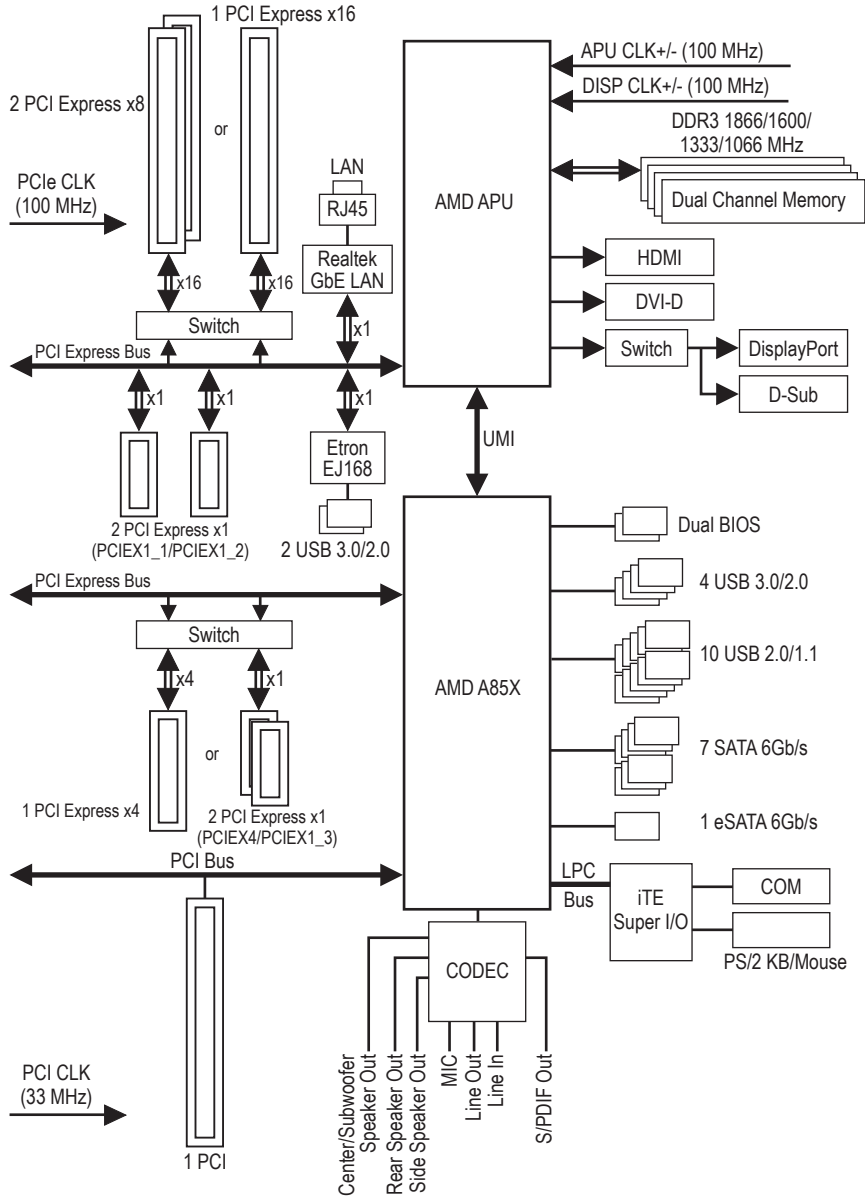 1 PCI Express x16
2 PCI Express x8
or
PCIe CLK
(100 MHz)
x16
x16
Switch
PCI Express Bus
LAN
RJ45
Realtek
GbE LAN
x1
AMD APU
APU CLK+/- (100 MHz)
DISP CLK+/- (100 MHz)
DDR3 1866/1600/
1333/1066 MHz
Dual Channel Memory
HDMI
DVI-D
Switch
DisplayPort
D-Sub
x1
x1
x1
Etron
EJ168
2 PCI Express x1
(PCIEX1_1/PCIEX1_2)
2 USB 3.0/2.0
UMI
PCI Express Bus
Switch
x4
x1
or
1 PCI Express x4
2 PCI Express x1
(PCIEX4/PCIEX1_3)
AMD A85X
Dual BIOS
4 USB 3.0/2.0
10 USB 2.0/1.1
7 SATA 6Gb/s
1 eSATA 6Gb/s
PCI Bus
LPC
Bus
iTE
Super I/O
COM
PS/2 KB/Mouse
CODEC
Center/Subwoofer
Speaker Out
Rear Speaker Out
Side Speaker Out
MIC
Line Out
Line In
S/PDIF Out
PCI CLK
(33 MHz)
1 PCI